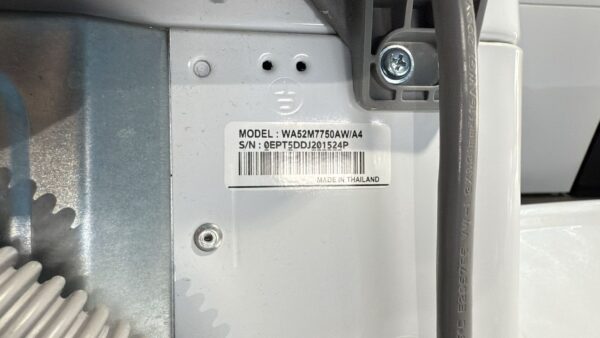 MODEL : WA52M7750AW/A4
S/N : 0EPT5DDJ201524P
MADE IN THAILAND